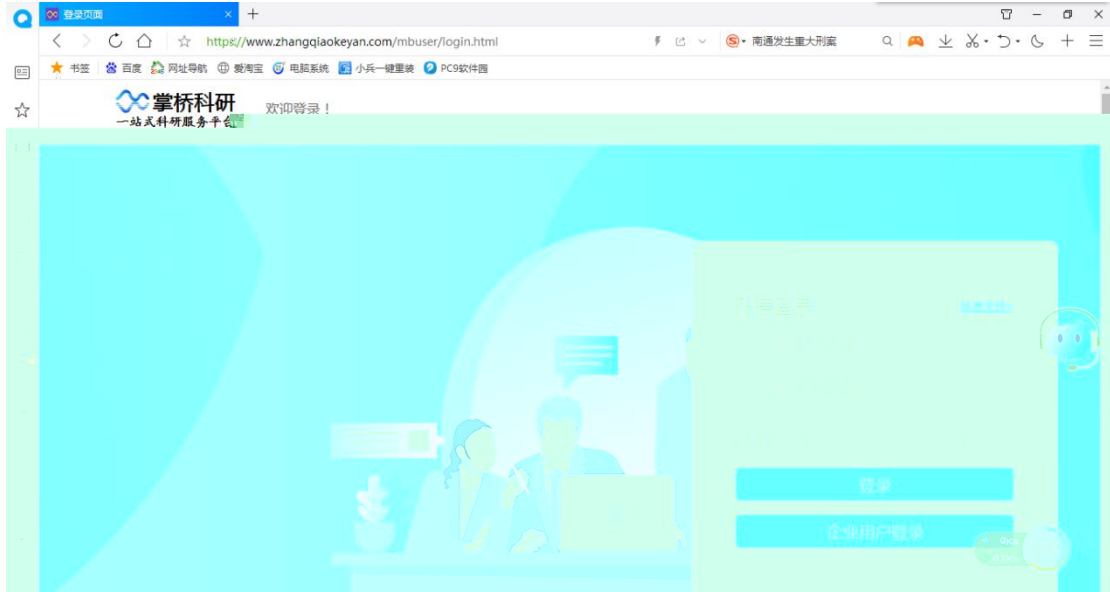 登录页面
https://www.zhangqiaokeyan.com/mbuser/login.html
南通发生重大刑案
书签 百度 网址导航 爱淘宝 电脑系统 小兵一键重装 PC9软件园
掌桥科研 欢迎登录！
一站式科研服务平台
登录
企业用户登录